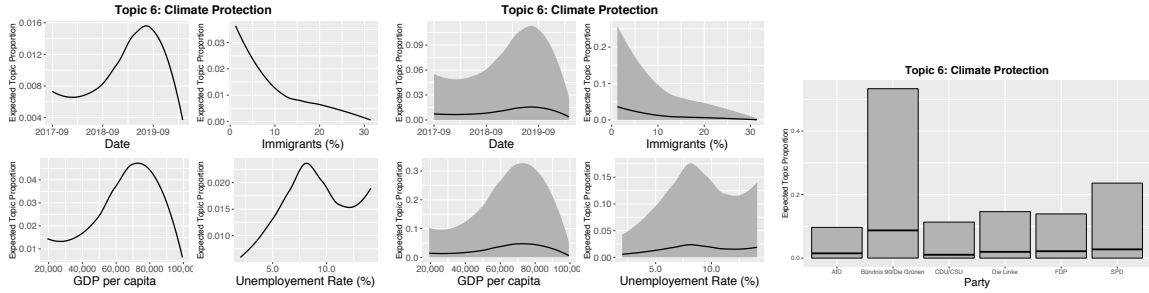 Topic 6: Climate Protection
Expected Topic Proportion
0.016
0.012
0.008
0.004
2017-09 2018-09 2019-09
Date
Expected Topic Proportion
0.03
0.02
0.01
0.00
0 10 20 30
Immigrants (%)
Expected Topic Proportion
0.04
0.03
0.02
0.01
20,000 40,000 60,000 80,000 100,00
GDP per capita
Expected Topic Proportion
0.020
0.015
0.010
5.0 10.0
Unemployement Rate (%)
Topic 6: Climate Protection
Expected Topic Proportion
0.09
0.06
0.03
0.00
2017-09 2018-09 2019-09
Date
Expected Topic Proportion
0.2
0.1
0.0
0 10 20 30
Immigrants (%)
Expected Topic Proportion
0.3
0.2
0.1
0.0
20,000 40,000 60,000 80,000 100,00
GDP per capita
Expected Topic Proportion
0.15
0.10
0.05
0.00
5.0 10.0
Unemployement Rate (%)
Topic 6: Climate Protection
Expected Topic Proportion
0.4
0.2
0.0
AfD Bündnis 90/Die Grünen CDU/CSU Die Linke FDP SPD
Party